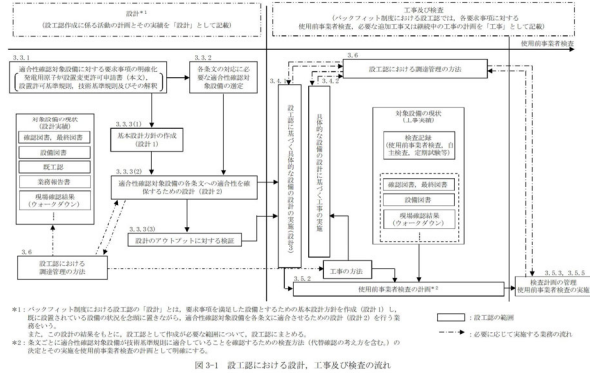 設計*1
(設工認作成に係る活動の計画とその実績を「設計」として記載)
工事及び検査
(バックフィット制度における設工認では、各要求事項に対する
使用前事業者検査、必要な追加工事又は継続中の工事の計画を「工事」として記載)
使用前事業者検査
3.3.1
適合性確認対象設備に対する要求事項の明確化
発電用原子炉設置変更許可申請書(本文),
設置許可基準規則,技術基準規則及びその解釈
3.3.2
各条文の対応に必
要な適合性確認対
象設備の選定
3.3.3(1)
基本設計方針の作成
(設計1)
対象設備の現状
(設計実績)
確認図書,最終図書
設備図書
既工認
業務報告書
現場確認結果
(ウォークダウン)
3.3.3(2)
適合性確認対象設備の各条文への適合性を確
保するための設計(設計2)
3.3.3(3)
設計のアウトプットに対する検証
3.6
設工認における
調達管理の方法
3.4.1
設工認に基づく具体的な設備の設計の実施(設計3)
3.4.2
具体的な設備の設計に基づく工事の実施
3.6
設工認における調達管理の方法
対象設備の現状
(工事実績)
検査記録
(使用前事業者検査,自
主検査,定期試験等)
確認図書、最終図書
設備図書
現場確認結果
(ウォークダウン)
工事の方法
3.5.2
使用前事業者検査の計画*2
3.5.3, 3.5.5
検査計画の管理
使用前事業者検査の実施
*1:バックフィット制度における設工認の「設計」とは、要求事項を満足した設備とするための基本設計方針を作成(設計1)し、
既に設置されている設備の状況を念頭に置きながら、適合性確認対象設備を各条文に適合させるための設計(設計2)を行う業
務をいう。
また、この設計の結果をもとに、設工認として作成が必要な範囲について、設工認にまとめる。
*2:条文ごとに適合性確認対象設備が技術基準規則に適合していることを確認するための検査方法(代替確認の考え方を含む。)の
決定とその実施を使用前事業者検査の計画として明確にする。
:設工認の範囲
:必要に応じて実施する業務の流れ
図3-1 設工認における設計,工事及び検査の流れ